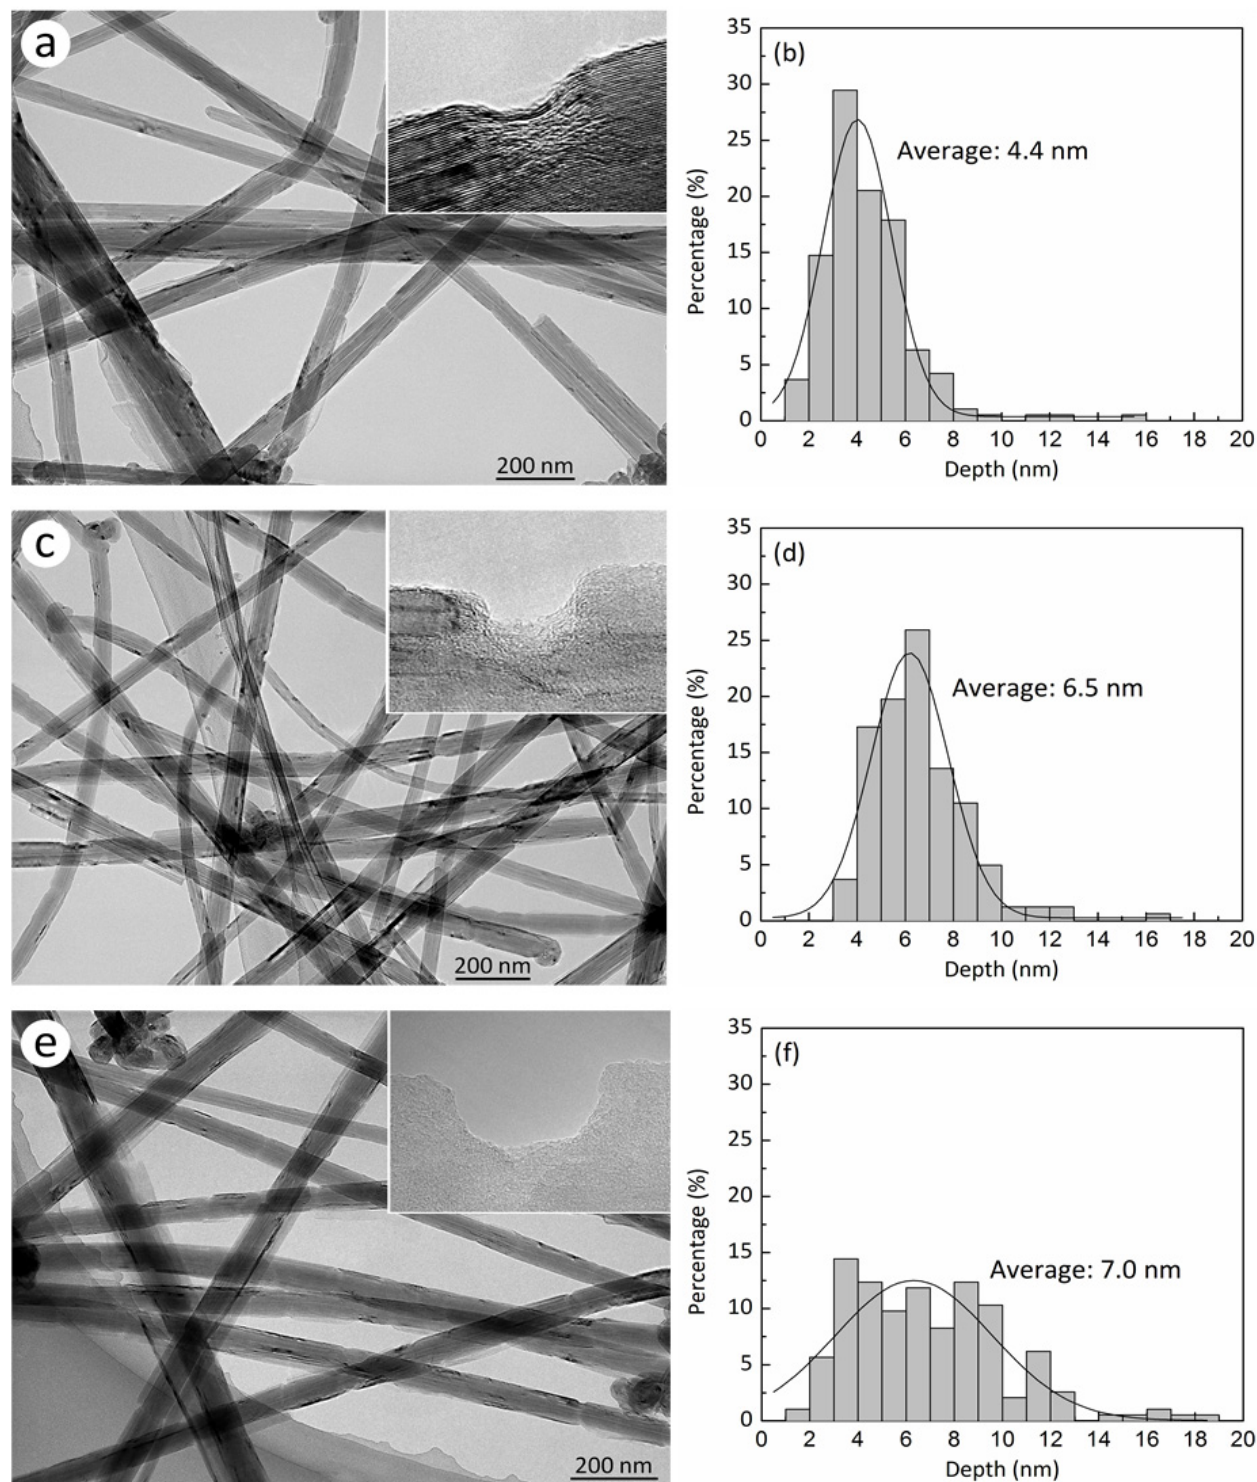 a
200 nm
(b)
35
30
25
20
15
10
5
0
Percentage (%)
Average: 4.4 nm
0 2 4 6 8 10 12 14 16 18 20
Depth (nm)
c
200 nm
(d)
35
30
25
20
15
10
5
0
Percentage (%)
Average: 6.5 nm
0 2 4 6 8 10 12 14 16 18 20
Depth (nm)
e
200 nm
(f)
35
30
25
20
15
10
5
0
Percentage (%)
Average: 7.0 nm
0 2 4 6 8 10 12 14 16 18 20
Depth (nm)